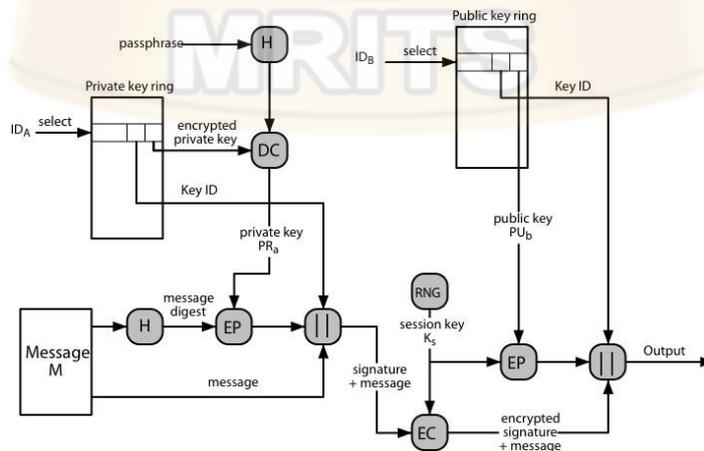 MRITS
Public key ring
passphrase
H
ID_B
select
Key ID
Private key ring
ID_A
select
encrypted
private key
DC
Key ID
private key
PR_a
public key
PU_b
RNG
session key
K_s
Message
M
H
message
digest
EP
||
message
signature
+ message
EP
||
Output
EC
encrypted
signature
+ message